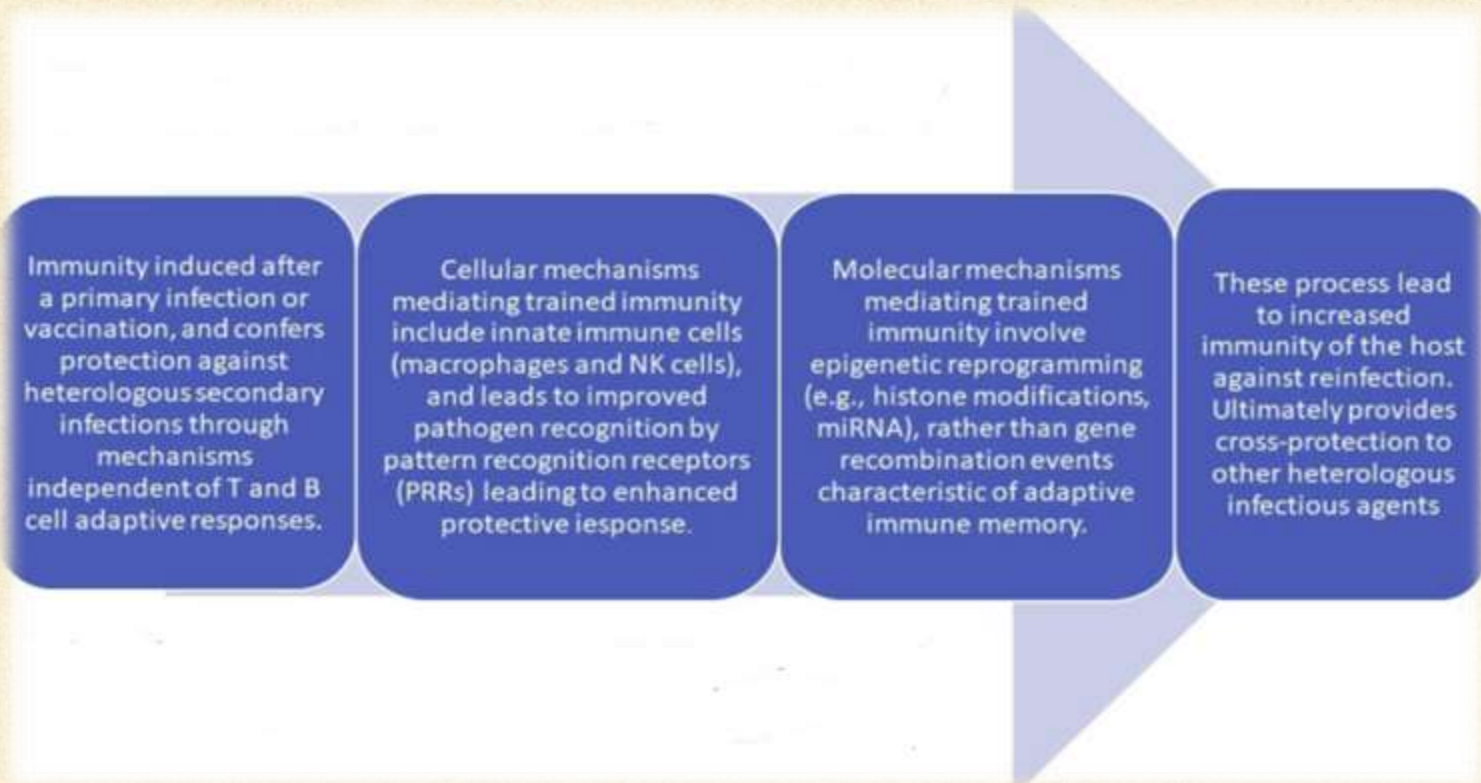 Immunity induced after
a primary infection or
vaccination, and confers
protection against
heterologous secondary
infections through
mechanisms
independent of T and B
cell adaptive responses.
Cellular mechanisms
mediating trained immunity
include innate immune cells
(macrophages and NK cells),
and leads to improved
pathogen recognition by
pattern recognition receptors
(PRRs) leading to enhanced
protective iesponse.
Molecular mechanisms
mediating trained
immunity involve
epigenetic reprogramming
(e.g., histone modifications,
miRNA), rather than gene
recombination events
characteristic of adaptive
immune memory.
These process lead
to increased
immunity of the host
against reinfection.
Ultimately provides
cross-protection to
other heterologous
infectious agents